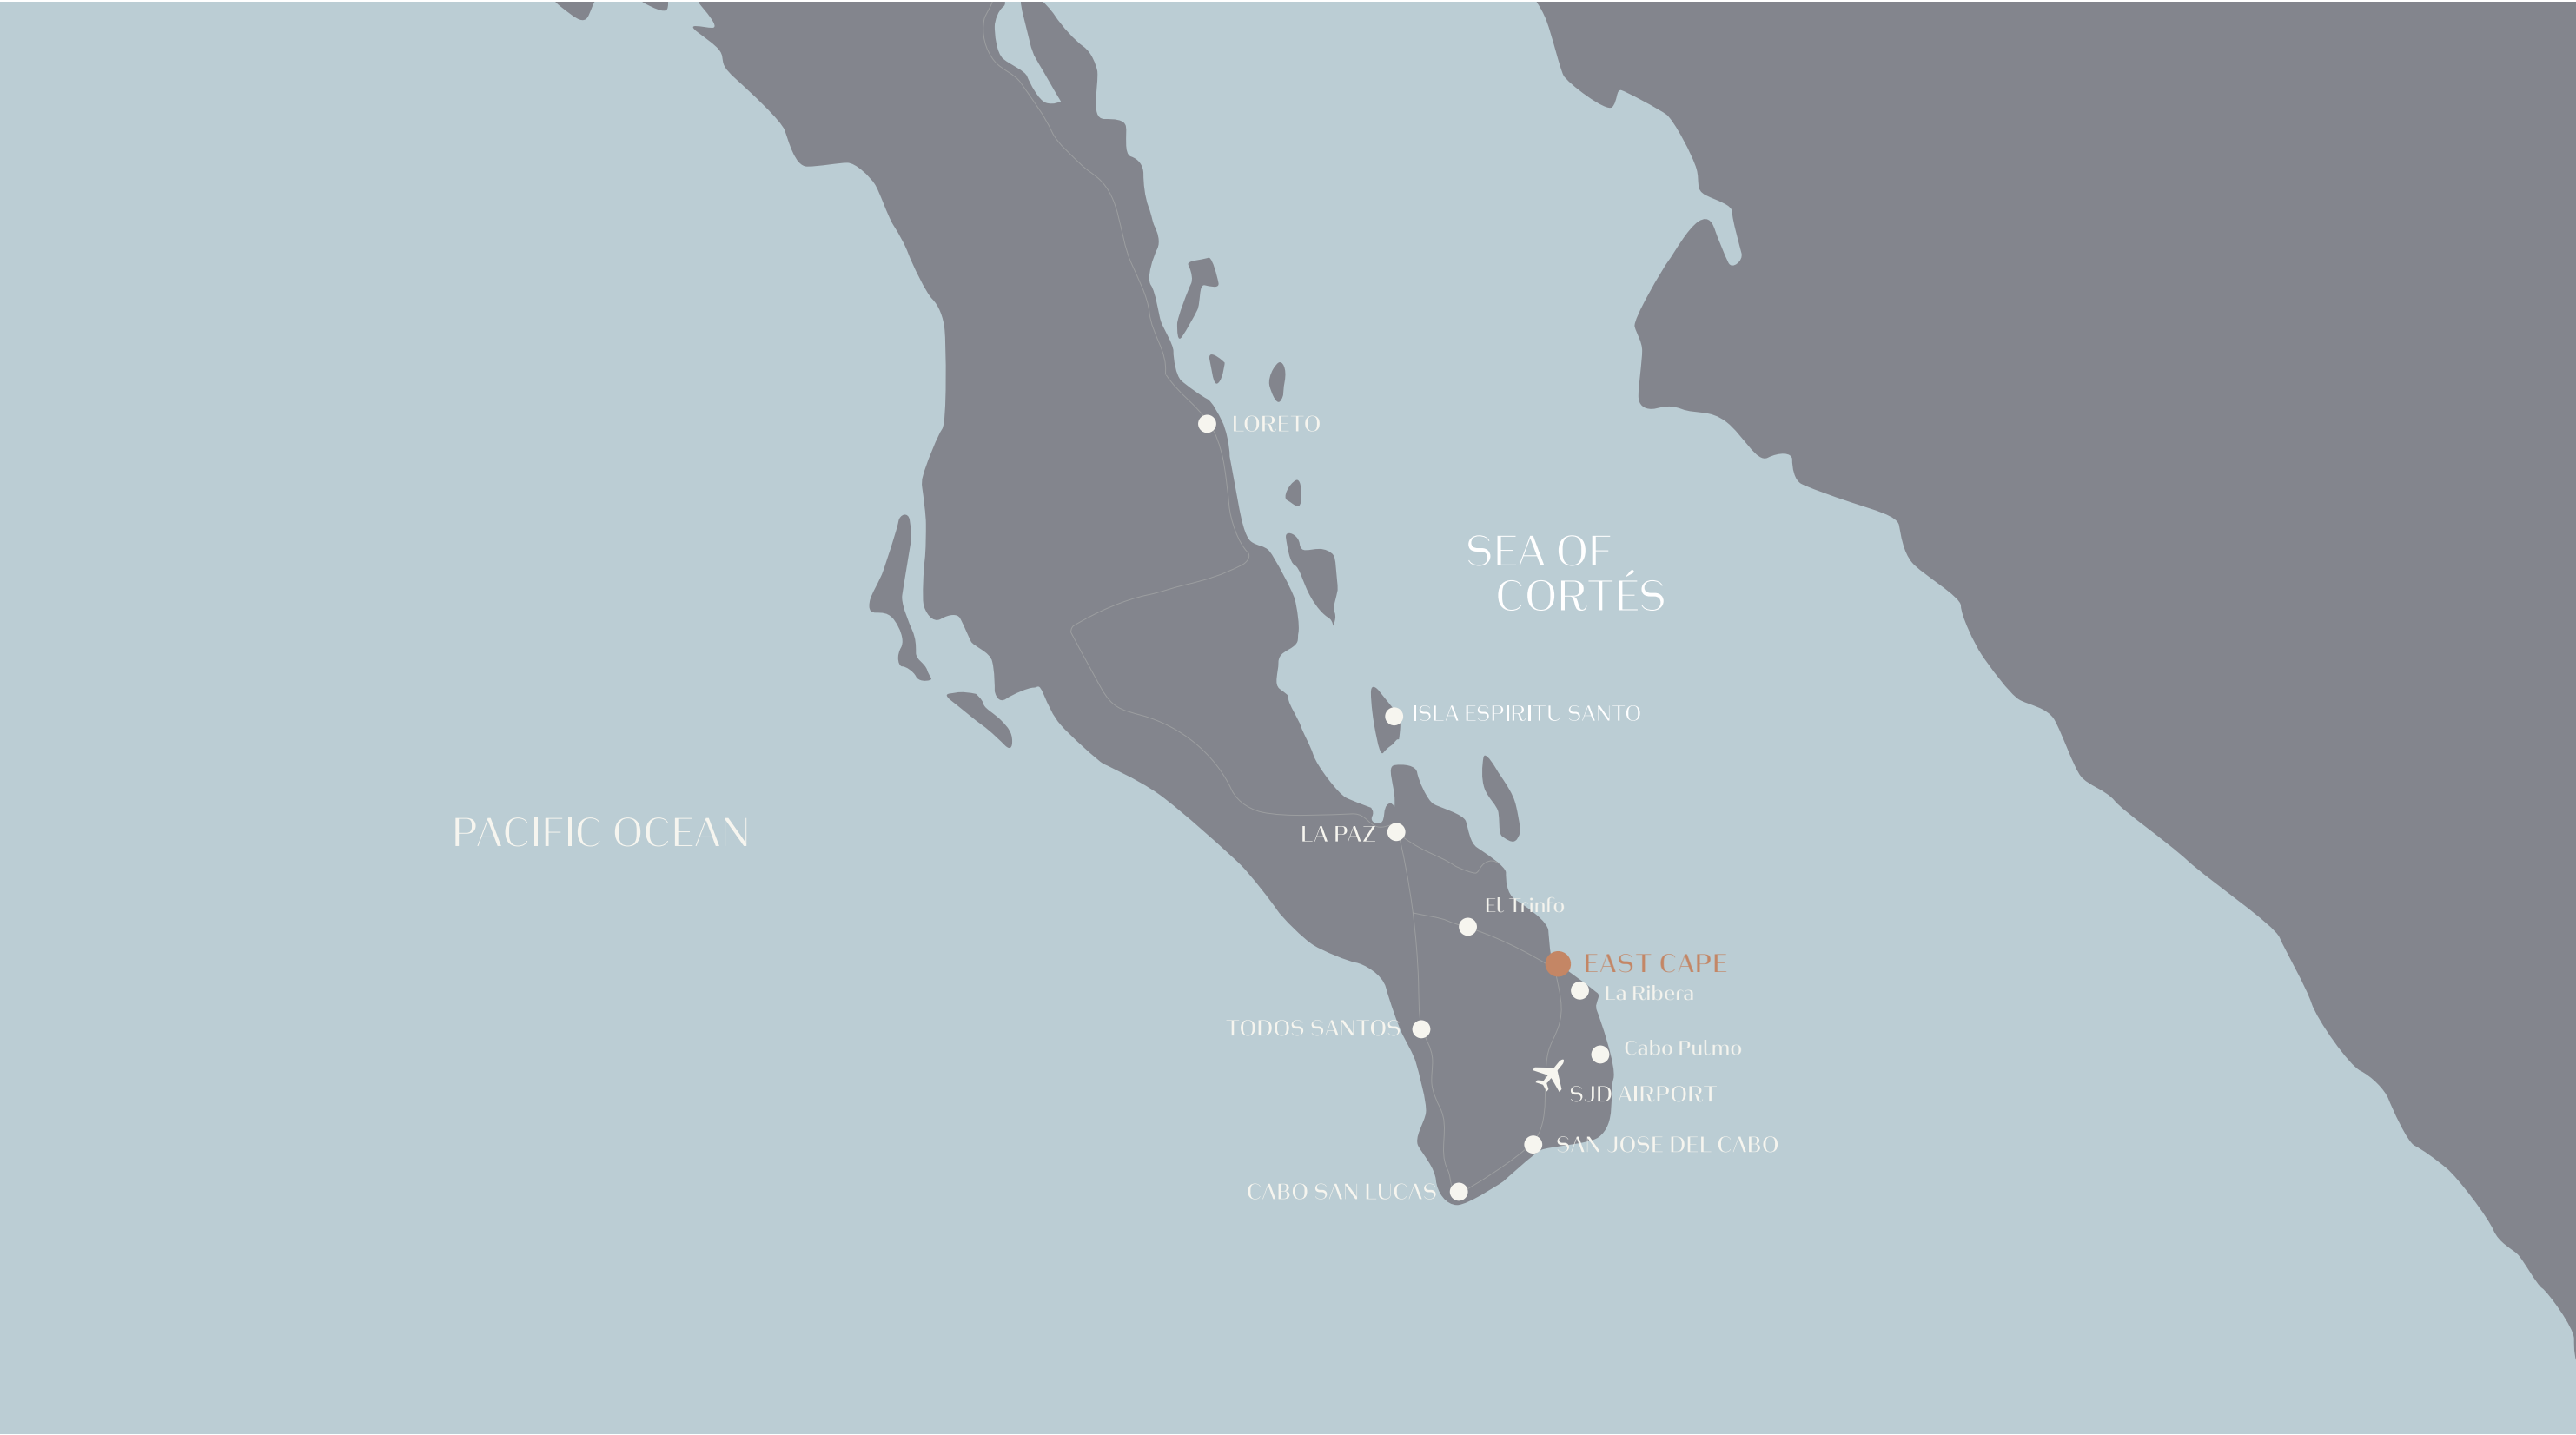 LORETO
SEA OF
CORTÉS
ISLA ESPIRITU SANTO
PACIFIC OCEAN
LA PAZ
El Trinfo
EAST CAPE
La Ribera
TODOS SANTOS
Cabo Pulmo
SJD AIRPORT
SAN JOSE DEL CABO
CABO SAN LUCAS